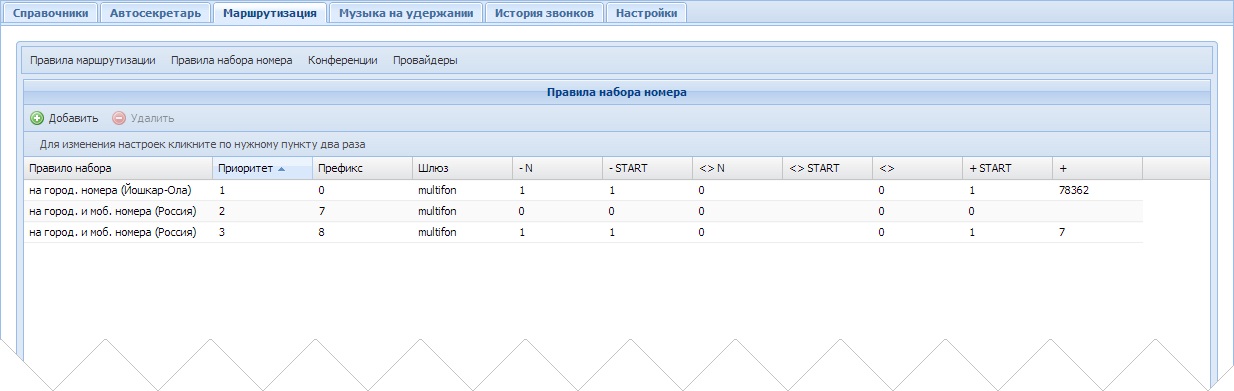 Справочники Автосекретарь Маршрутизация Музыка на удержании История звонков Настройки
Правила маршрутизации Правила набора номера Конференции Провайдеры
Правила набора номера
Добавить Удалить
Для изменения настроек кликните по нужному пункту два раза
Правило набора Приоритет Префикс Шлюз - N - START <> N <> START <> + START +
на город. номера (Йошкар-Ола) 1 0 multifon 1 1 0 0 1 78362
на город. и моб. номера (Россия) 2 7 multifon 0 0 0 0 0
на город. и моб. номера (Россия) 3 8 multifon 1 1 0 0 1 7